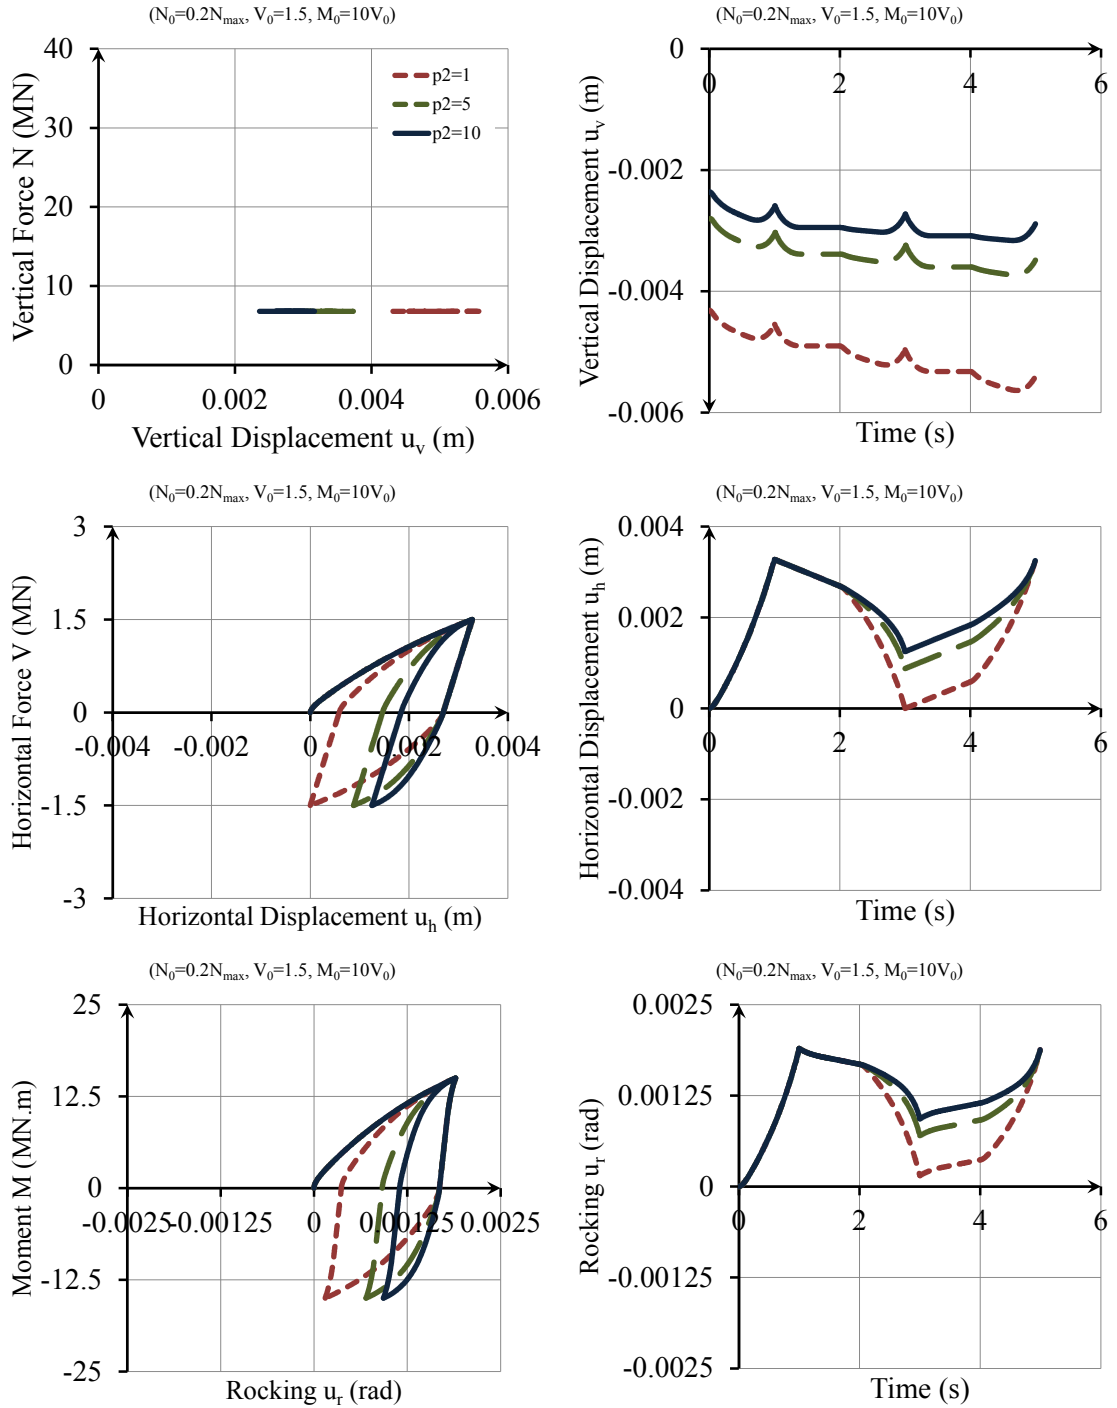 (N₀=0.2Nₘₐₓ, V₀=1.5, M₀=10V₀)
Vertical Force N (MN)
40
30
20
10
0
p2=1
p2=5
p2=10
0 0.002 0.004 0.006
Vertical Displacement uᵥ (m)
(N₀=0.2Nₘₐₓ, V₀=1.5, M₀=10V₀)
Vertical Displacement uᵥ (m)
0
-0.002
-0.004
-0.006
0 2 4 6
Time (s)
(N₀=0.2Nₘₐₓ, V₀=1.5, M₀=10V₀)
Horizontal Force V (MN)
3
1.5
0
-1.5
-3
-0.004 -0.002 0 0.002 0.004
Horizontal Displacement uₕ (m)
(N₀=0.2Nₘₐₓ, V₀=1.5, M₀=10V₀)
Horizontal Displacement uₕ (m)
0.004
0.002
0
-0.002
-0.004
0 2 4 6
Time (s)
(N₀=0.2Nₘₐₓ, V₀=1.5, M₀=10V₀)
Moment M (MN.m)
25
12.5
0
-12.5
-25
-0.0025 -0.00125 0 0.00125 0.0025
Rocking uᵣ (rad)
(N₀=0.2Nₘₐₓ, V₀=1.5, M₀=10V₀)
Rocking uᵣ (rad)
0.0025
0.00125
0
-0.00125
-0.0025
0 2 4 6
Time (s)